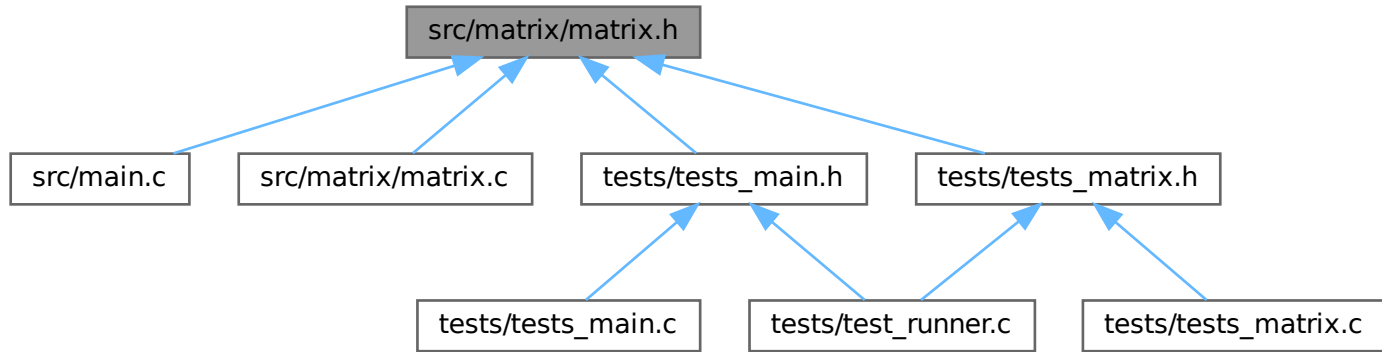 src/matrix/matrix.h
src/main.c
src/matrix/matrix.c
tests/tests_main.h
tests/tests_matrix.h
tests/tests_main.c
tests/test_runner.c
tests/tests_matrix.c